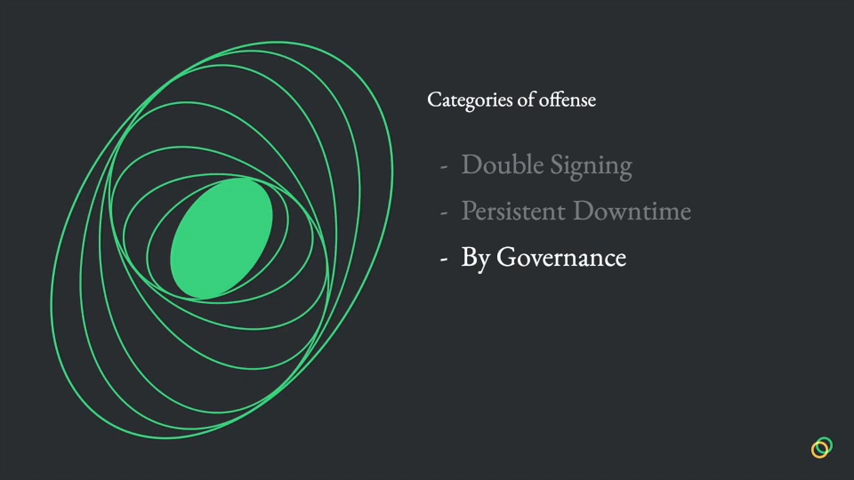 Categories of offense
- Double Signing
- Persistent Downtime
- By Governance